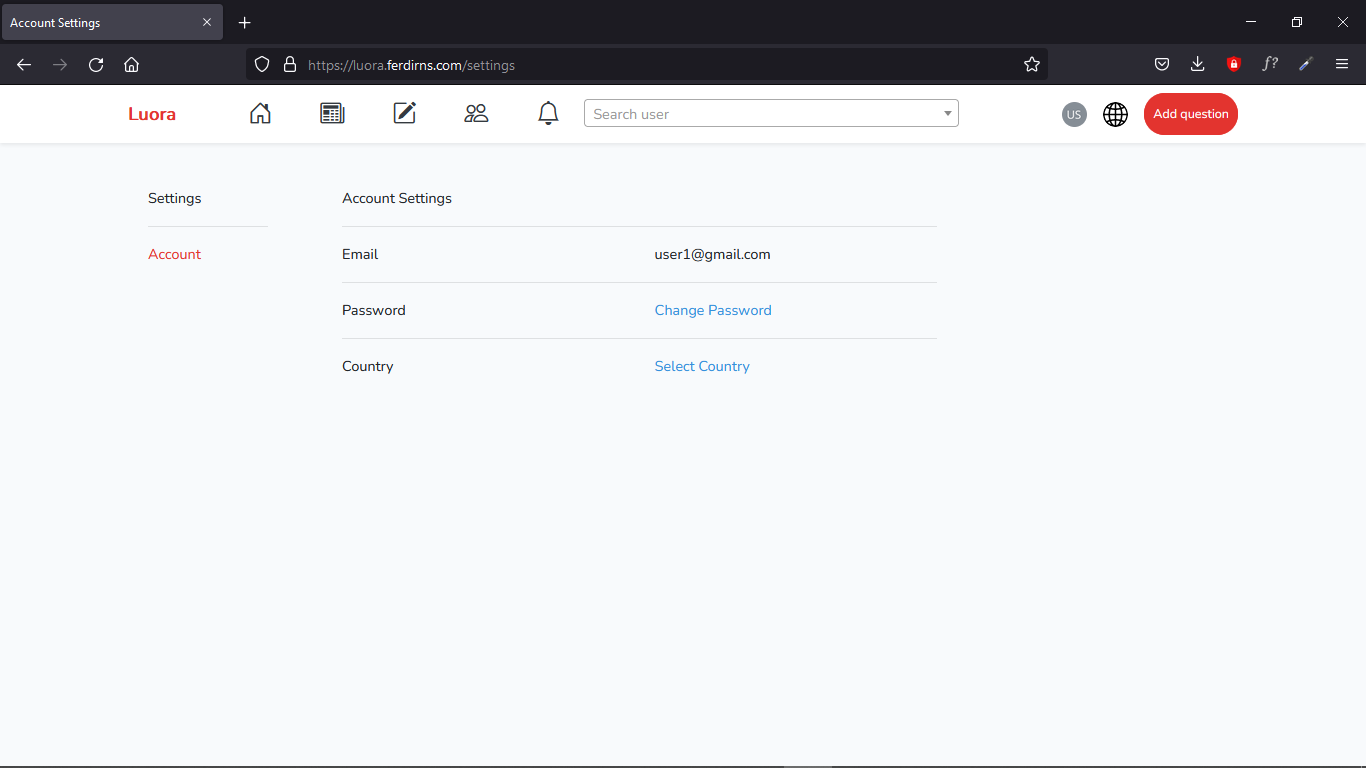 Account Settings
https://luora.ferdirns.com/settings
Luora
Search user
US
Add question
Settings
Account Settings
Account
Email
user1@gmail.com
Password
Change Password
Country
Select Country